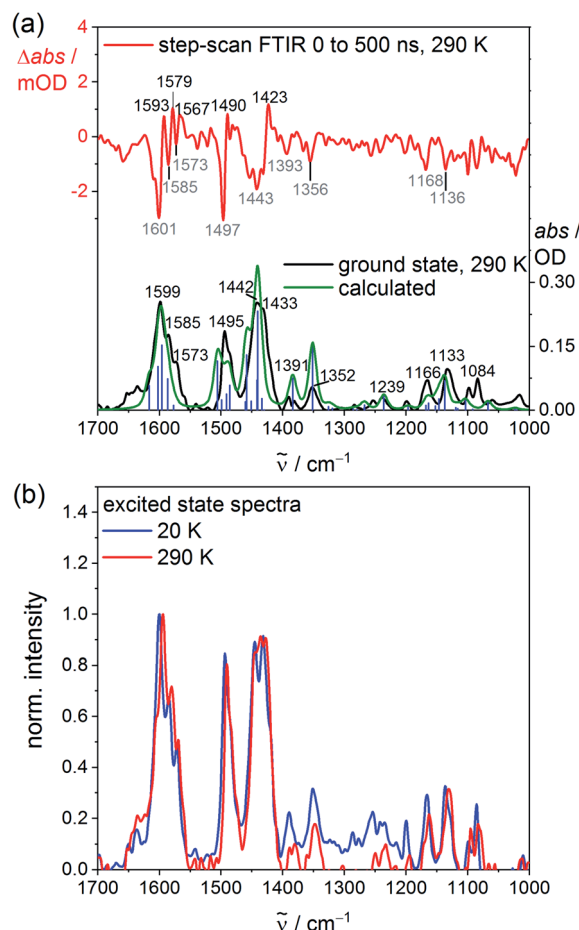 (a)
4
2
0
-2
Δabs /
mOD
step-scan FTIR 0 to 500 ns, 290 K
1579
1593
1567
1490
1423
1573
1585
1601
1497
1443
1393
1356
1168
1136
abs /
OD
0.30
0.15
0.00
ground state, 290 K
calculated
1599
1585
1573
1495
1442
1433
1391
1352
1239
1166
1133
1084
1700 1600 1500 1400 1300 1200 1100 1000
ν̃ / cm⁻¹
(b)
excited state spectra
20 K
290 K
1.4
1.2
1.0
0.8
0.6
0.4
0.2
0.0
norm. intensity
1700 1600 1500 1400 1300 1200 1100 1000
ν̃ / cm⁻¹